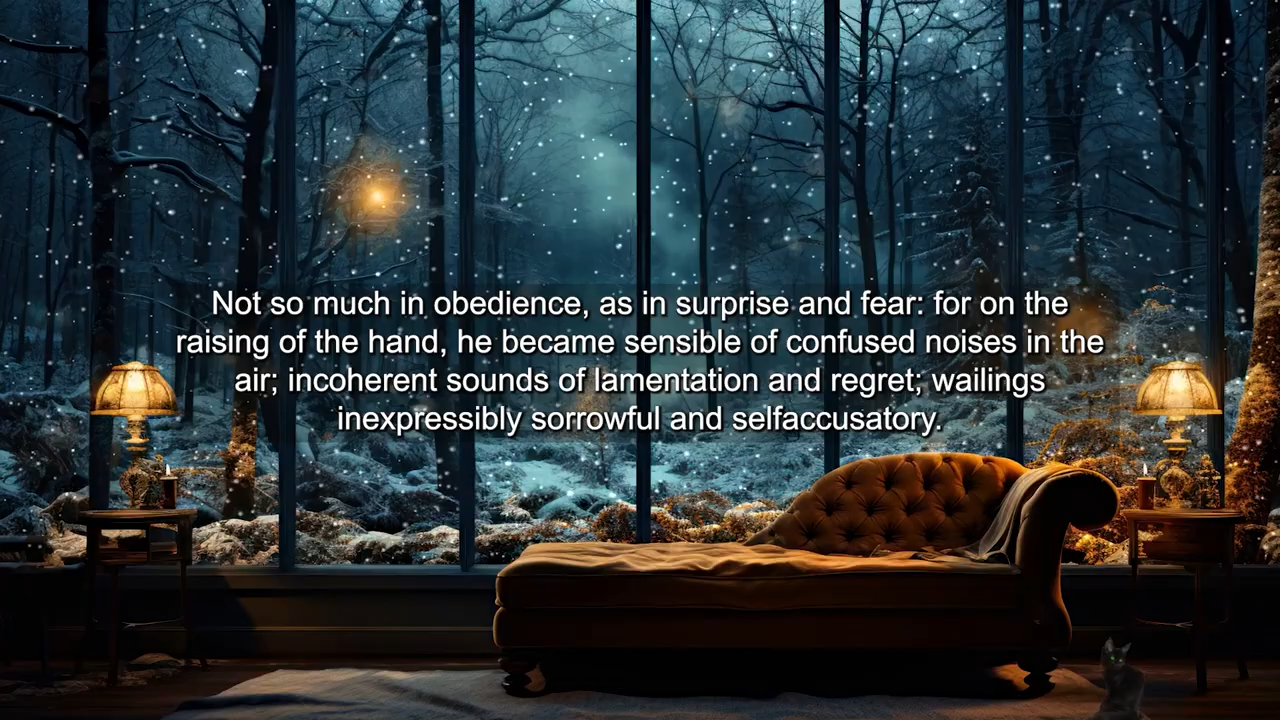 Not so much in obedience, as in surprise and fear: for on the
raising of the hand, he became sensible of confused noises in the
air; incoherent sounds of lamentation and regret; wailings
inexpressibly sorrowful and selfaccusatory.